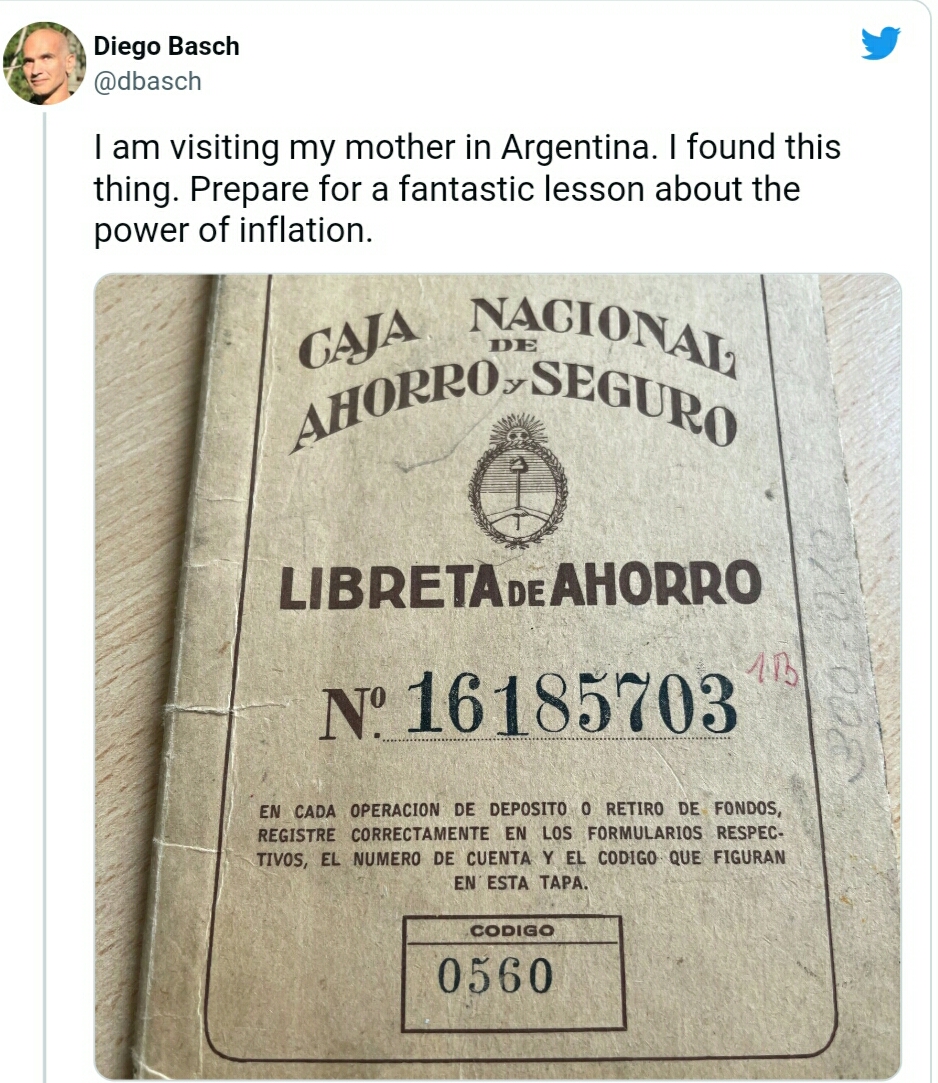 Diego Basch
@dbasch
I am visiting my mother in Argentina. I found this
thing. Prepare for a fantastic lesson about the
power of inflation.
CAJA NACIONAL
DE
AHORRO y SEGURO
LIBRETA DE AHORRO
Nº 16185703
EN CADA OPERACION DE DEPOSITO O RETIRO DE FONDOS,
REGISTRE CORRECTAMENTE EN LOS FORMULARIOS RESPEC-
TIVOS, EL NUMERO DE CUENTA Y EL CODIGO QUE FIGURAN
EN ESTA TAPA.
CODIGO
0560